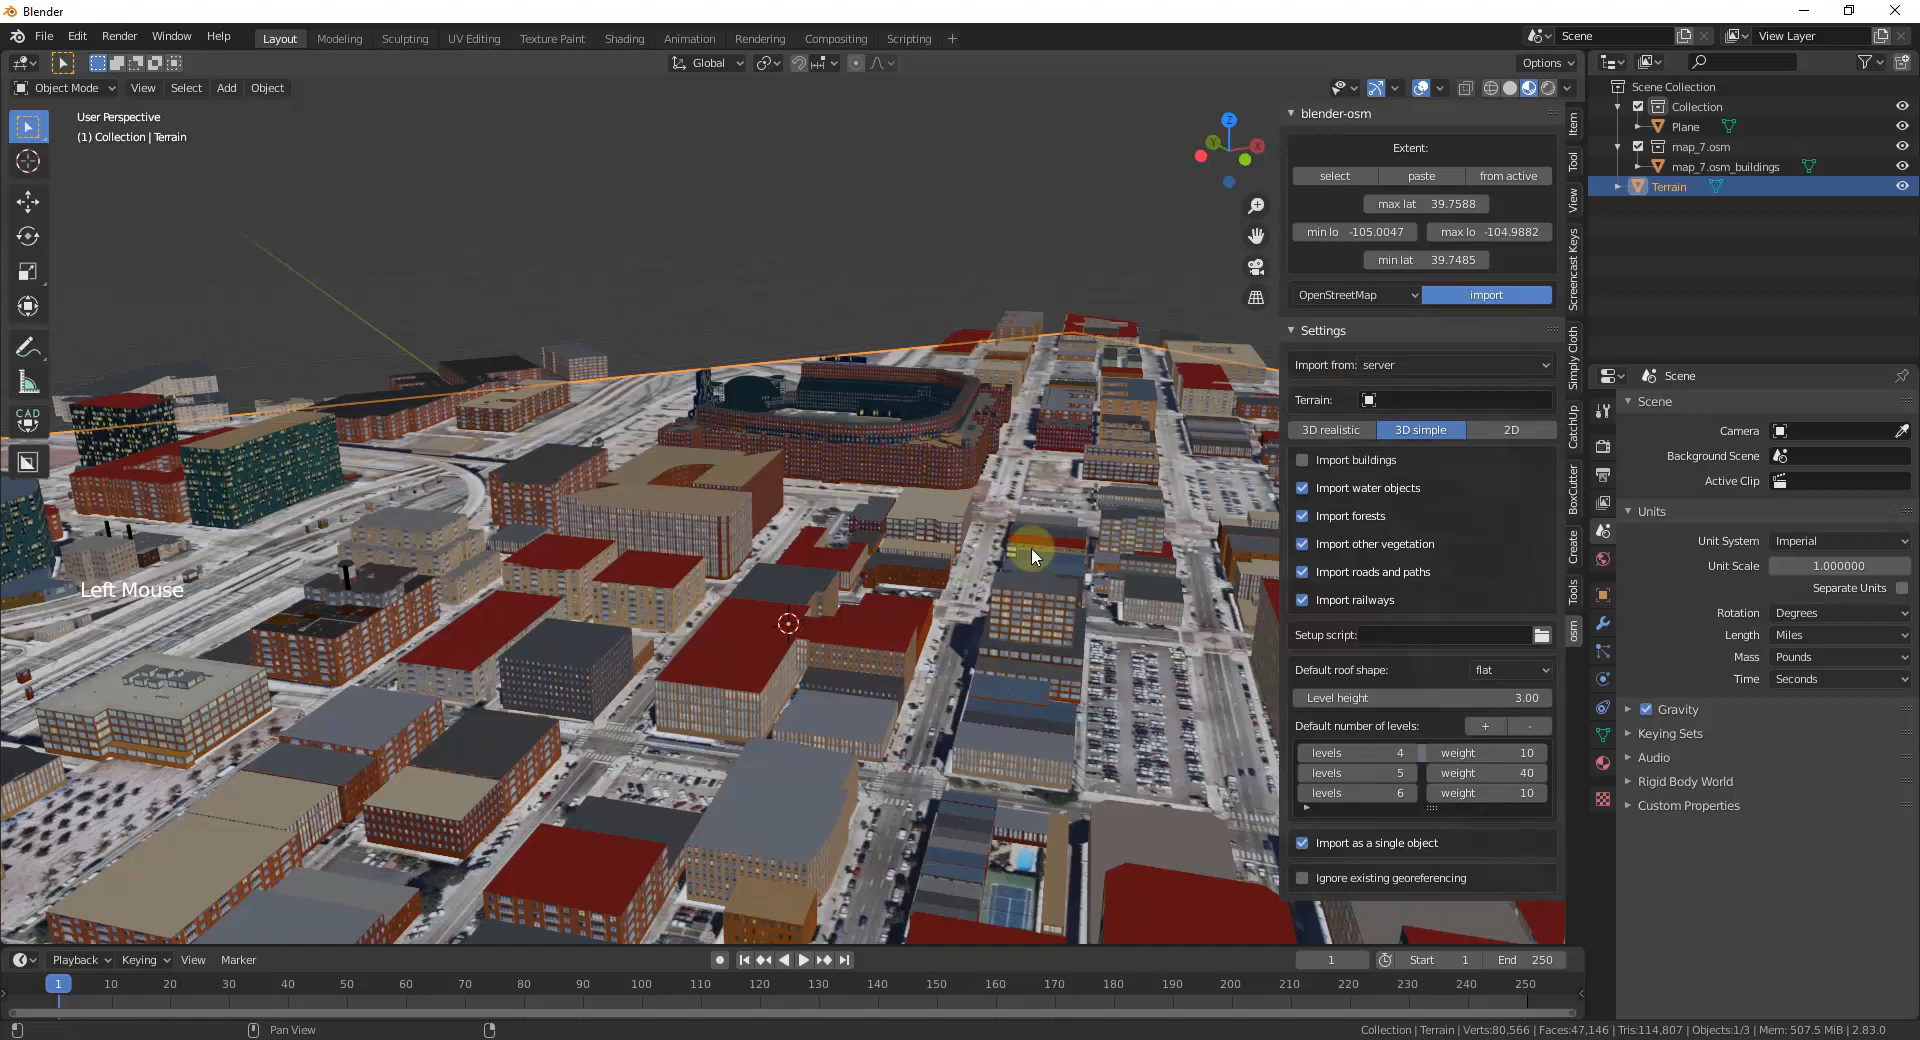 Blender
File Edit Render Window Help
Layout Modeling Sculpting UV Editing Texture Paint Shading Animation Rendering Compositing Scripting +
Scene
View Layer
Global
Options
Object Mode View Select Add Object
User Perspective
(1) Collection | Terrain
CAD
Left Mouse
Z
Y
X
blender-osm
Extent:
select paste from active
max lat 39.7588
min lo -105.0047 max lo -104.9882
min lat 39.7485
OpenStreetMap import
Settings
Import from: server
Terrain:
3D realistic 3D simple 2D
Import buildings
Import water objects
Import forests
Import other vegetation
Import roads and paths
Import railways
Setup script:
Default roof shape: flat
Level height 3.00
Default number of levels: + -
levels 4 weight 10
levels 5 weight 40
levels 6 weight 10
Import as a single object
Ignore existing georeferencing
Item
Tool
View
Screencast Keys
Simply Cloth
CatchUp
BoxCutter
Create
Tools
osm
Scene Collection
Collection
Plane
map_7.osm
map_7.osm_buildings
Terrain
Scene
Scene
Camera
Background Scene
Active Clip
Units
Unit System Imperial
Unit Scale 1.000000
Separate Units
Rotation Degrees
Length Miles
Mass Pounds
Time Seconds
Gravity
Keying Sets
Audio
Rigid Body World
Custom Properties
Playback Keying View Marker
1 Start 1 End 250
1 10 20 30 40 50 60 70 80 90 100 110 120 130 140 150 160 170 180 190 200 210 220 230 240 250
Pan View
Collection | Terrain | Verts:80,566 | Faces:47,146 | Tris:114,807 | Objects:1/3 | Mem: 507.5 MiB | 2.83.0